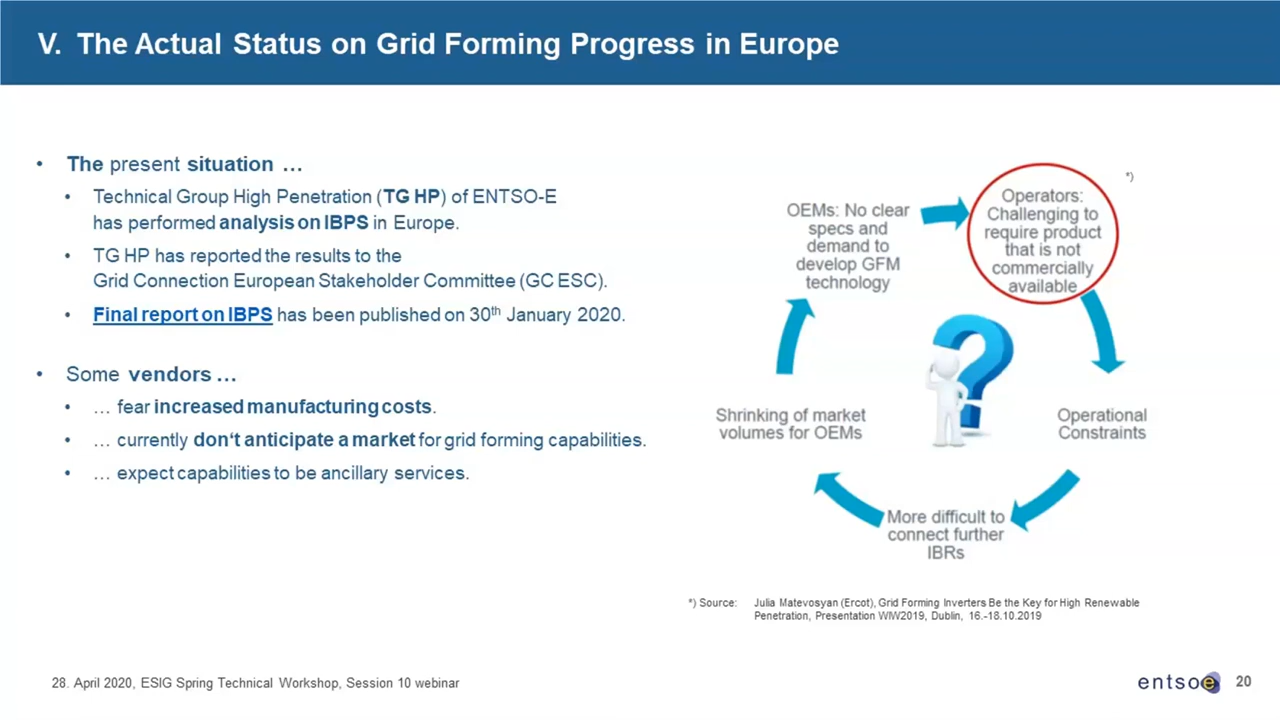 V. The Actual Status on Grid Forming Progress in Europe
• The present situation …
• Technical Group High Penetration (TG HP) of ENTSO-E
has performed analysis on IBPS in Europe.
• TG HP has reported the results to the
Grid Connection European Stakeholder Committee (GC ESC).
• Final report on IBPS has been published on 30th January 2020.
• Some vendors …
• … fear increased manufacturing costs.
• … currently don‘t anticipate a market for grid forming capabilities.
• … expect capabilities to be ancillary services.
*)
OEMs: No clear
specs and
demand to
develop GFM
technology
Operators:
Challenging to
require product
that is not
commercially
available
Operational
Constraints
More difficult to
connect further
IBRs
Shrinking of market
volumes for OEMs
*) Source: Julia Matevosyan (Ercot), Grid Forming Inverters Be the Key for High Renewable
Penetration, Presentation WIW2019, Dublin, 16.-18.10.2019
28. April 2020, ESIG Spring Technical Workshop, Session 10 webinar
entsoe
20